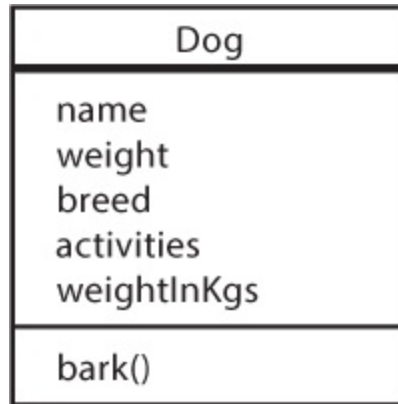 Dog
name
weight
breed
activities
weightInKgs
bark()